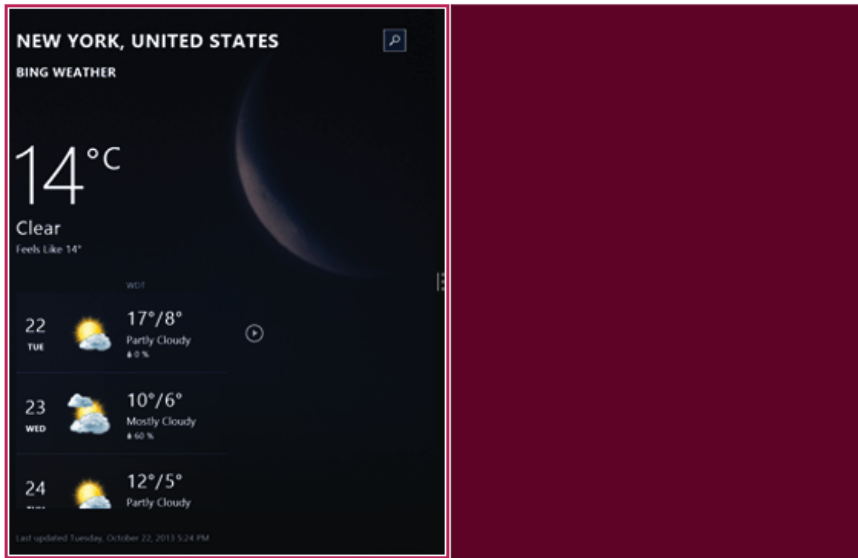 NEW YORK, UNITED STATES
BING WEATHER
14°C
Clear
Feels Like 14°
WDT
22
TUE
17°/8°
Partly Cloudy
0 %
23
WED
10°/6°
Mostly Cloudy
60 %
24
12°/5°
Partly Cloudy
Last updated Tuesday, October 22, 2013 5:24 PM